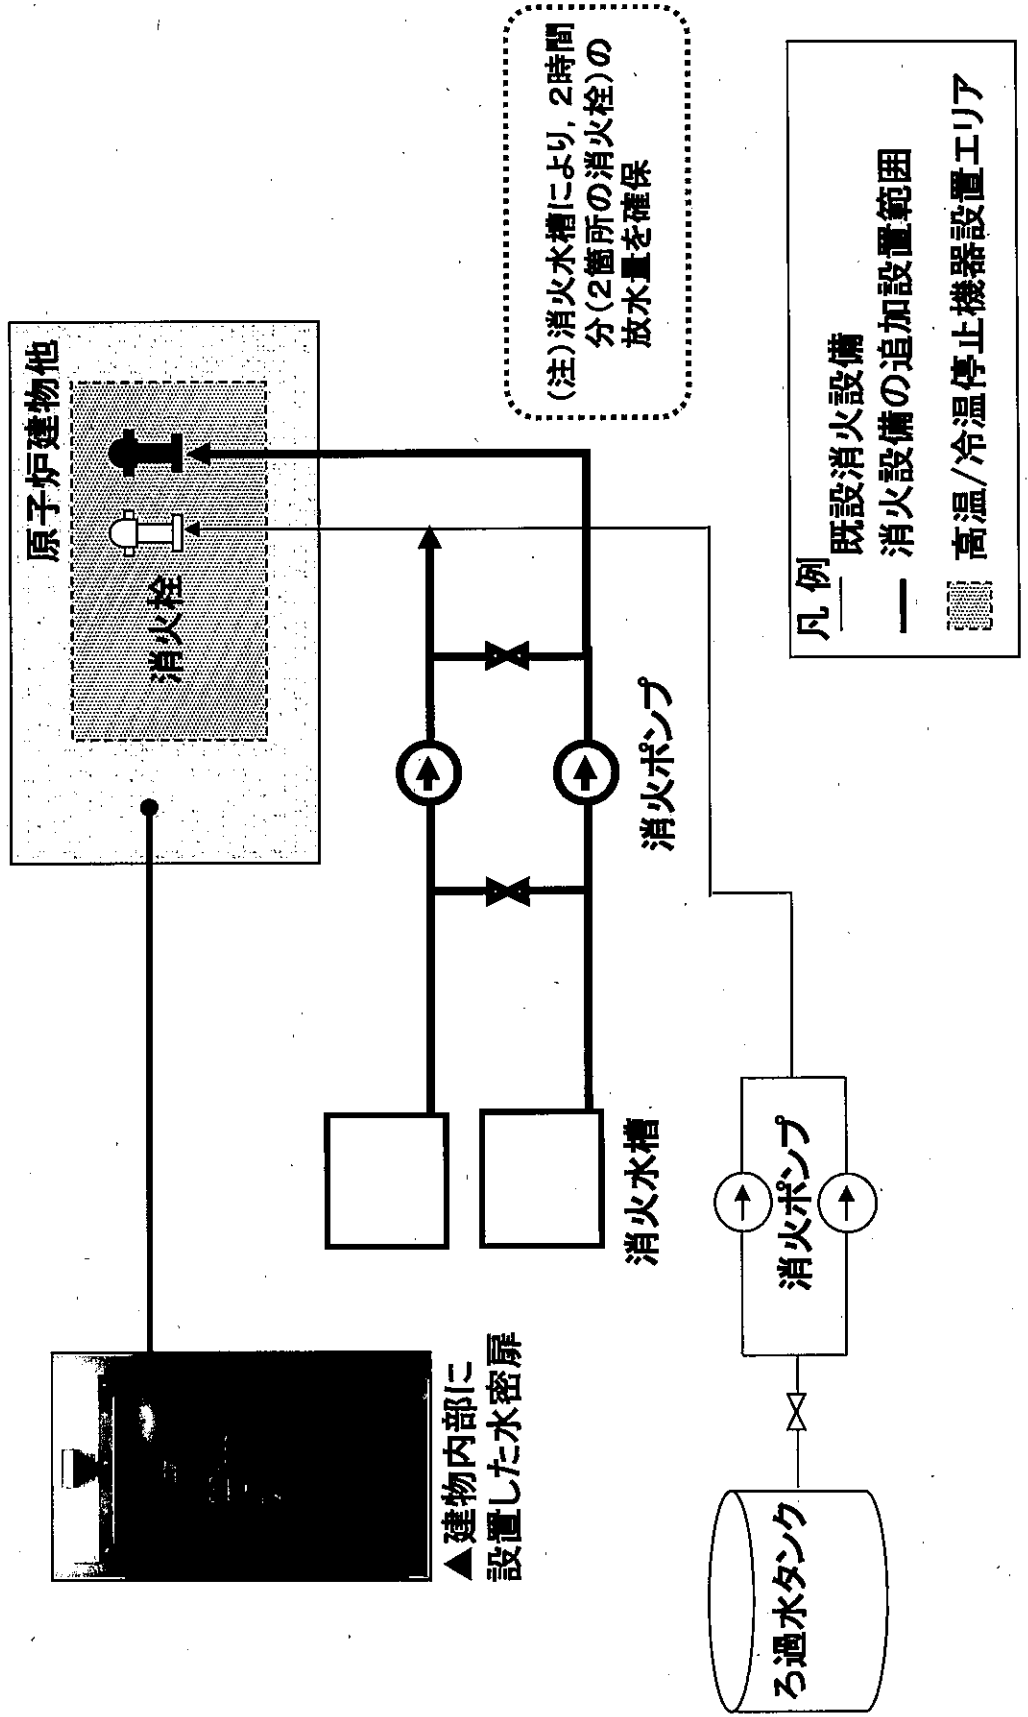 原子炉建物他
消火栓
(注)消火水槽により，2時間
分(2箇所の消火栓)の
放水量を確保
▲建物内部に
設置した水密扉
消火水槽
消火ポンプ
ろ過水タンク
消火ポンプ
凡 例
既設消火設備
消火設備の追加設置範囲
高温/冷温停止機器設置エリア